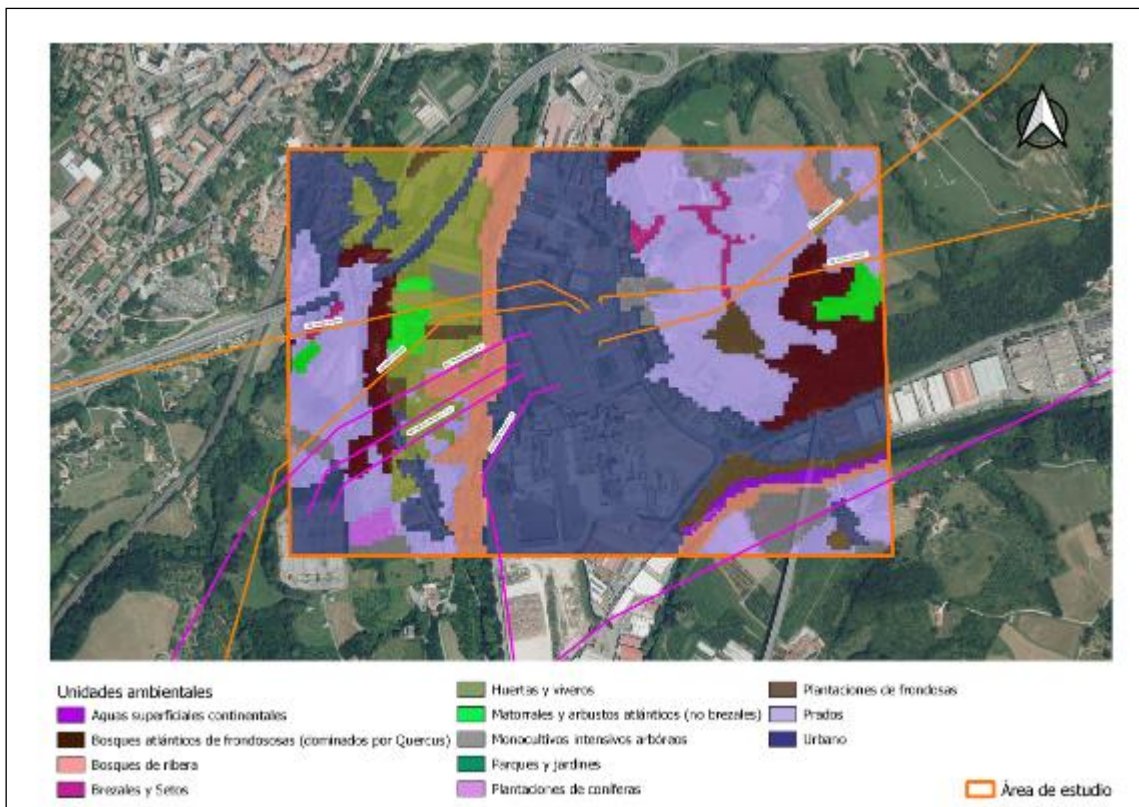 Unidades ambientales
Aguas superficiales continentales
Bosques atlánticos de frondososas (dominados por Quercus)
Bosques de ribera
Brezales y Setos
Huertas y viveros
Matorrales y arbustos atlánticos (no brezales)
Monocultivos intensivos arbóreos
Parques y jardines
Plantaciones de coníferas
Plantaciones de frondosas
Prados
Urbano
Área de estudio